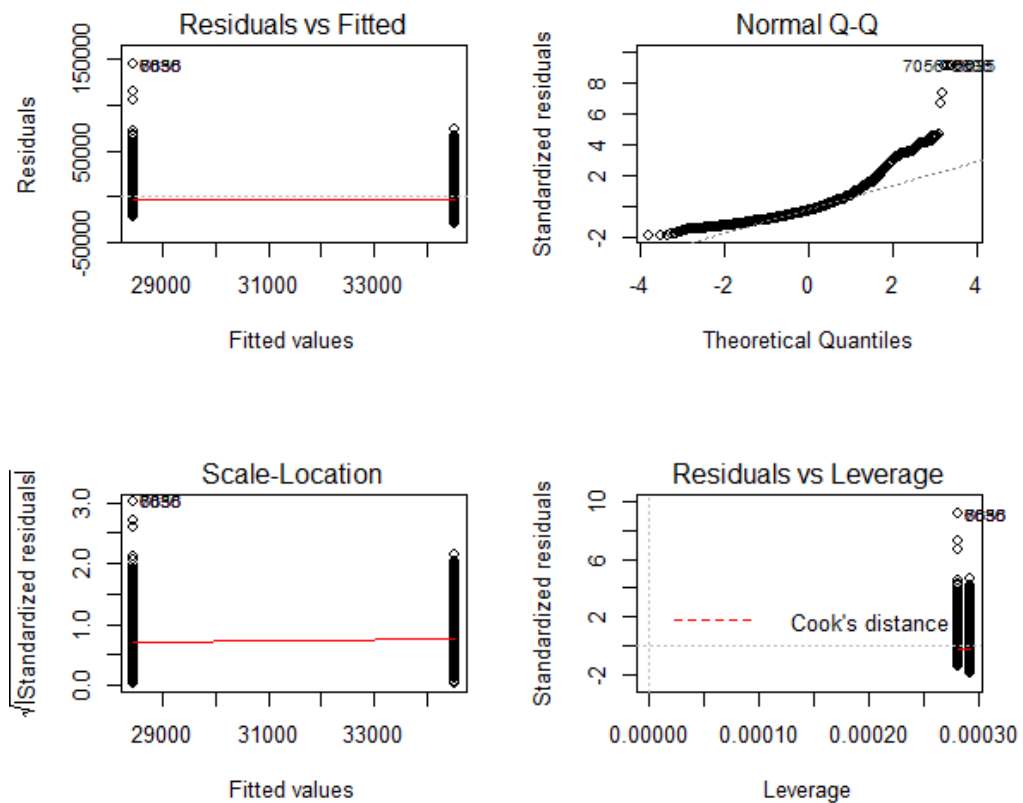 Residuals vs Fitted
Residuals
-50000
50000
150000
29000 31000 33000
Fitted values
Normal Q-Q
Standardized residuals
-2
2
4
6
8
-4 -2 0 2 4
Theoretical Quantiles
Scale-Location
√|Standardized residuals|
0.0
1.0
2.0
3.0
29000 31000 33000
Fitted values
Residuals vs Leverage
Standardized residuals
-2
2
6
10
Cook's distance
0.00000 0.00010 0.00020 0.00030
Leverage